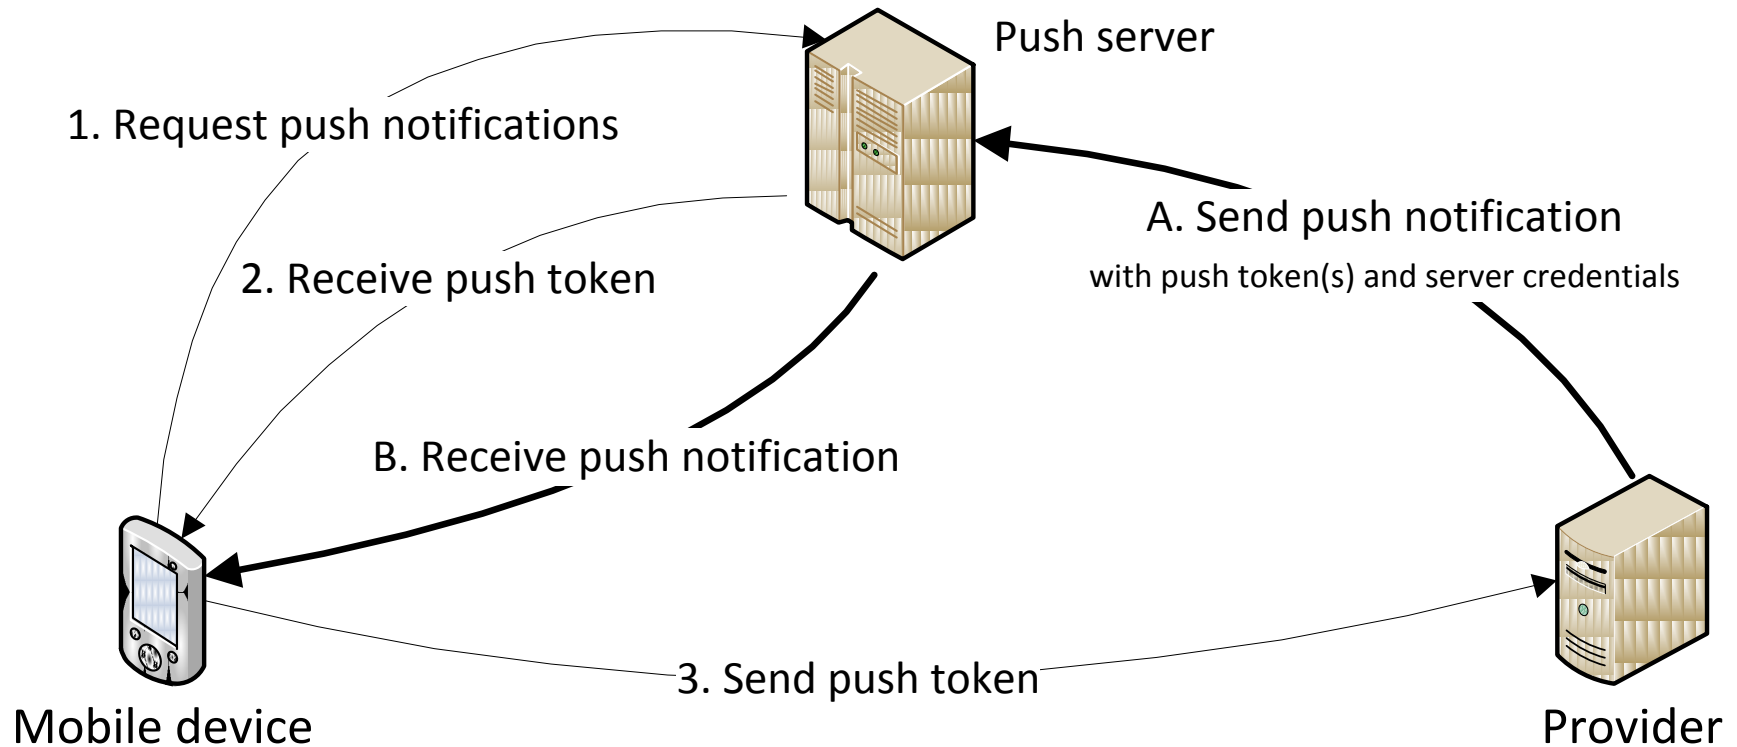 Push server
1. Request push notifications
A. Send push notification
with push token(s) and server credentials
2. Receive push token
B. Receive push notification
3. Send push token
Mobile device
Provider